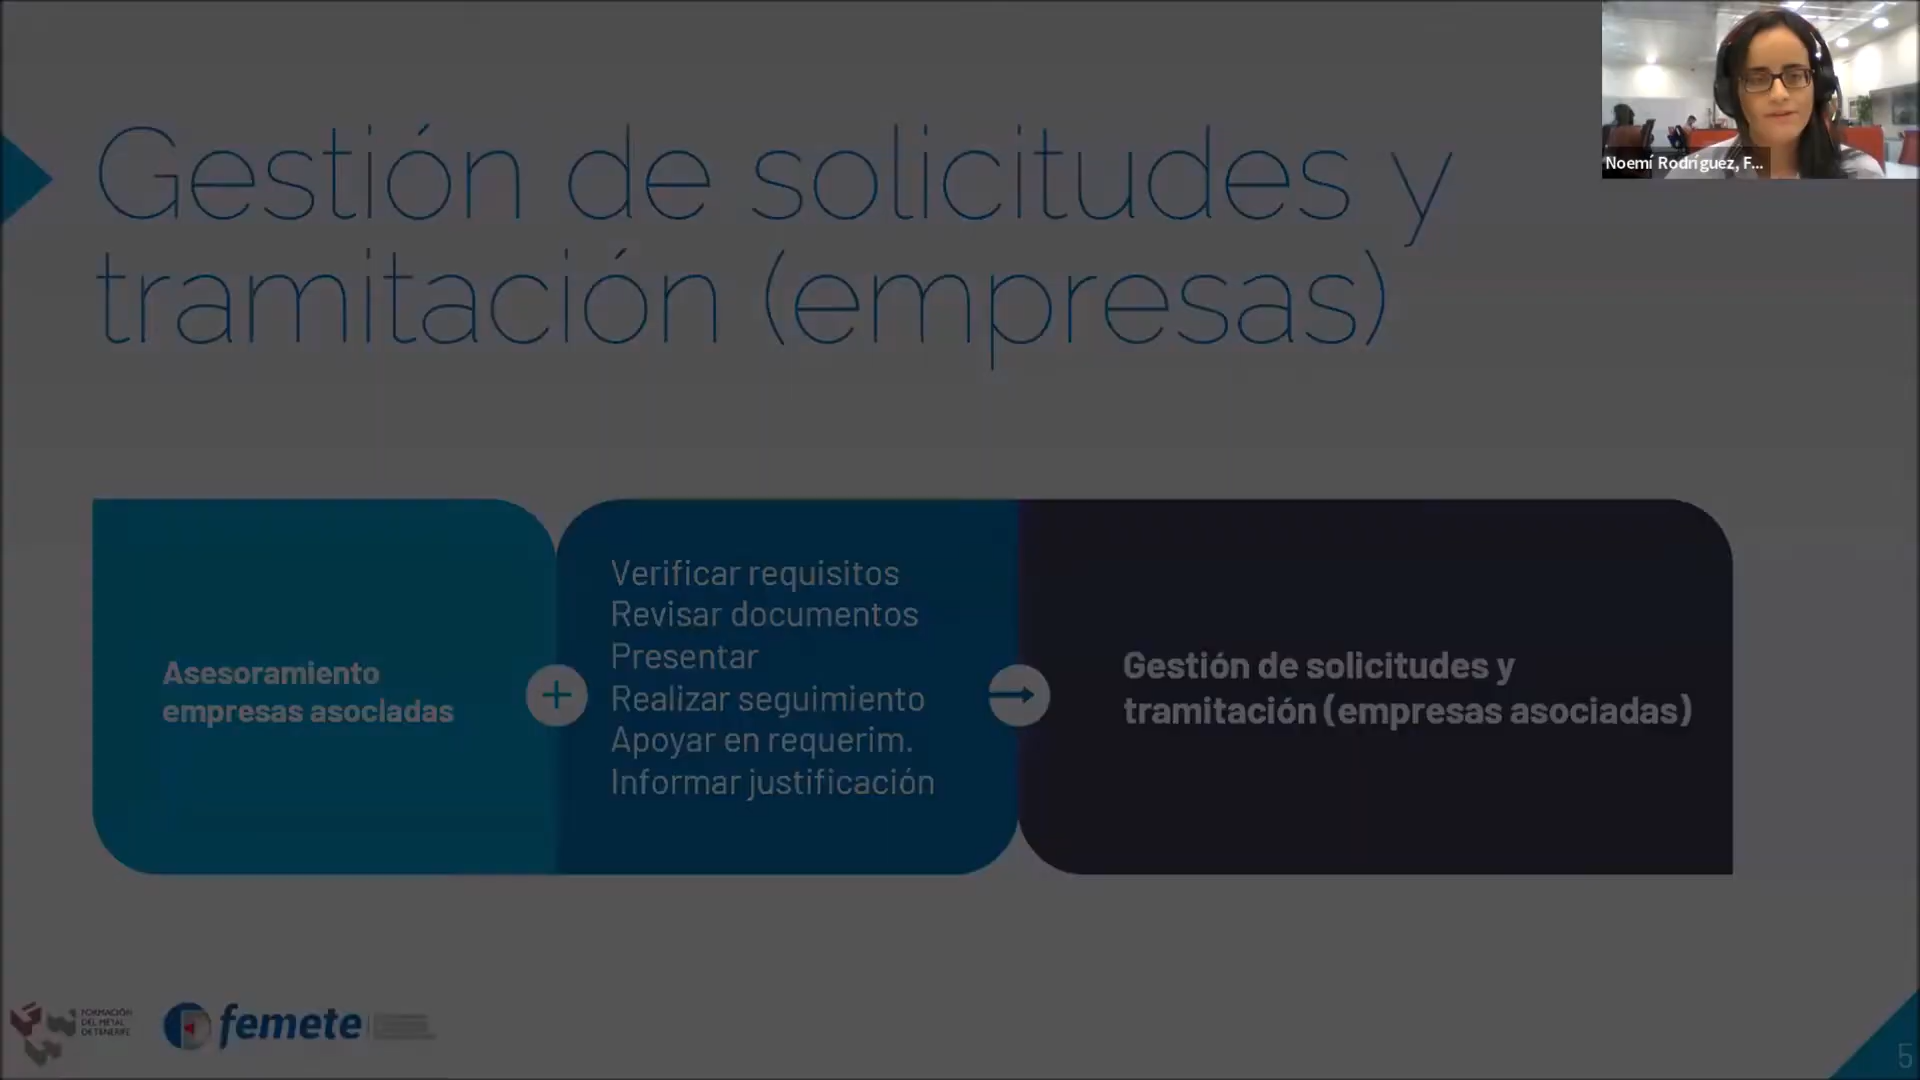 Noemí Rodríguez, F...
Gestión de solicitudes y
tramitación (empresas)
Asesoramiento
empresas asociadas
+
Verificar requisitos
Revisar documentos
Presentar
Realizar seguimiento
Apoyar en requerim.
Informar justificación
Gestión de solicitudes y
tramitación (empresas asociadas)
FORMACIÓN
DEL METAL
DE TENERIFE
femete
5